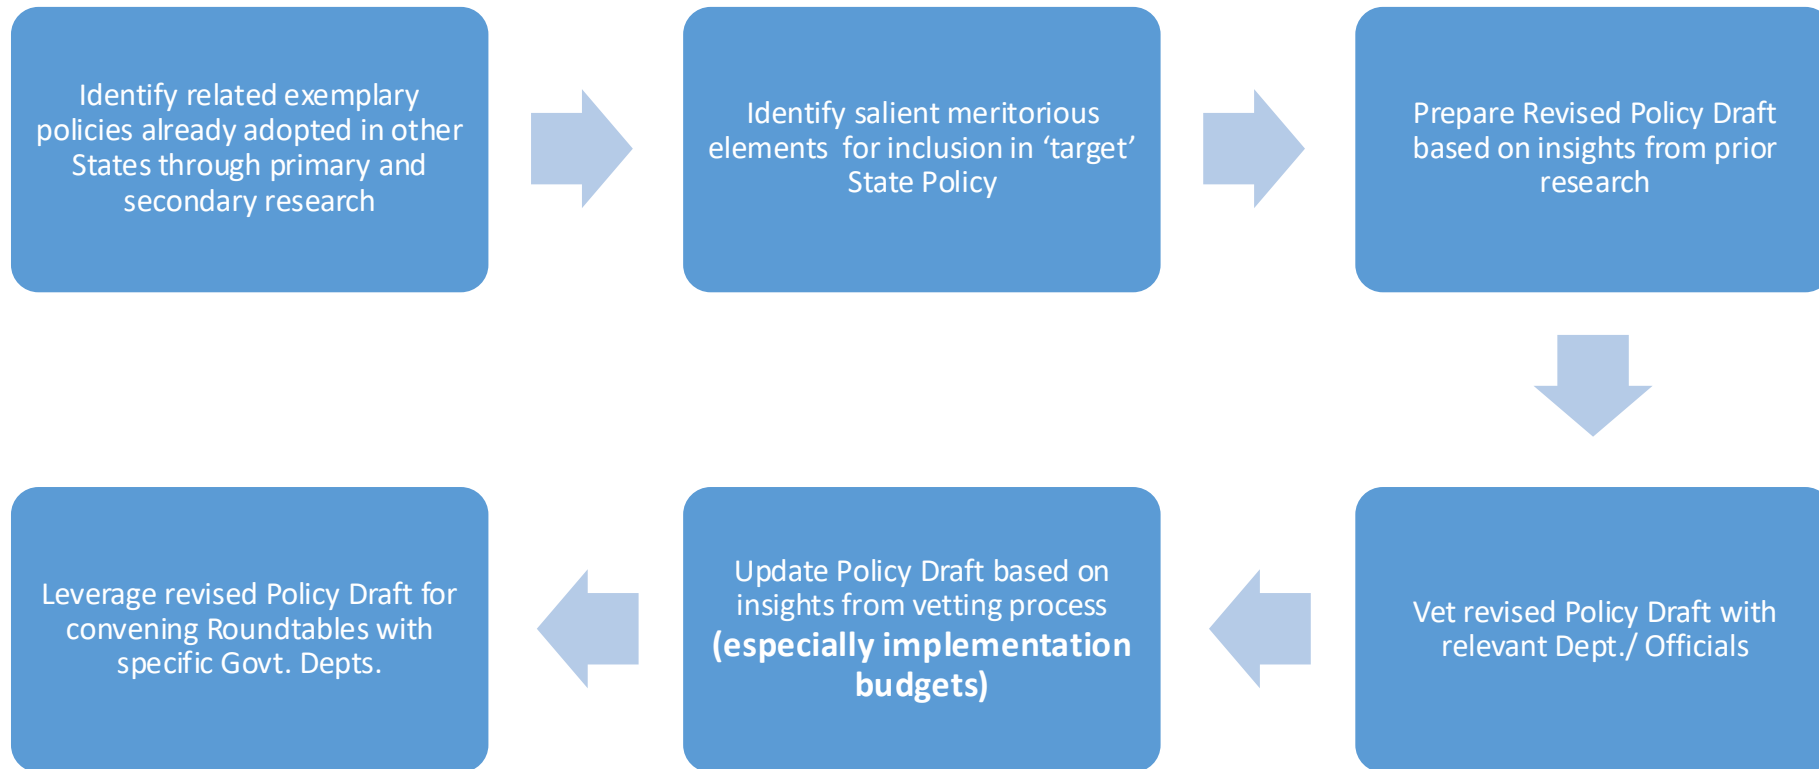 Identify related exemplary
policies already adopted in other
States through primary and
secondary research
Identify salient meritorious
elements  for inclusion in ‘target’
State Policy
Prepare Revised Policy Draft
based on insights from prior
research
Vet revised Policy Draft with
relevant Dept./ Officials
Update Policy Draft based on
insights from vetting process
(especially implementation
budgets)
Leverage revised Policy Draft for
convening Roundtables with
specific Govt. Depts.